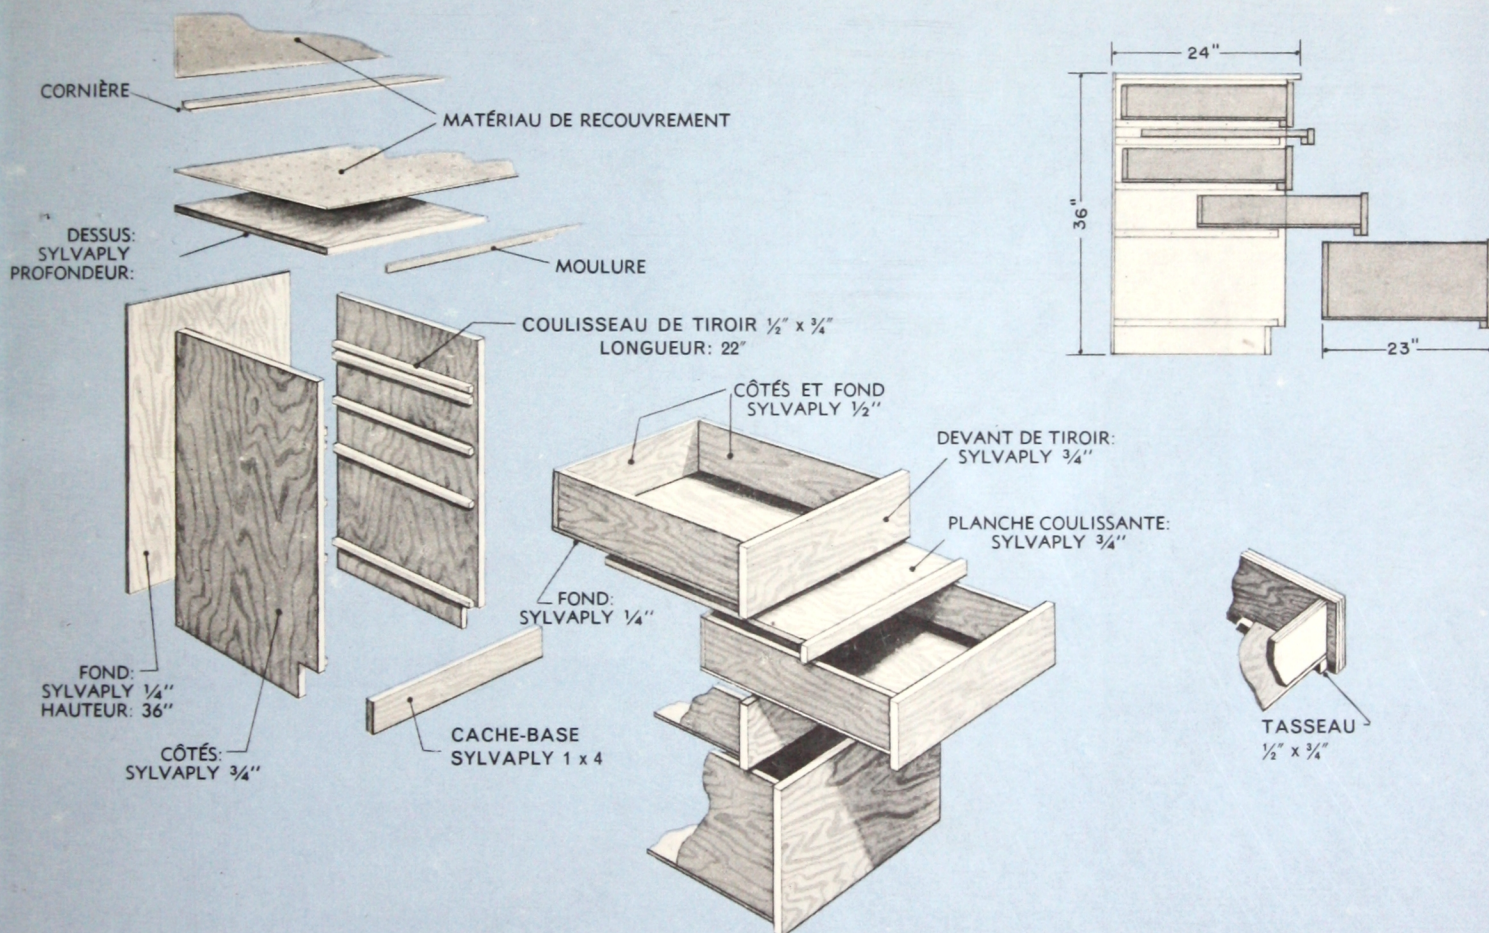 CORNIÈRE
MATÉRIAU DE RECOUVREMENT
DESSUS:
SYLVAPLY
PROFONDEUR:
MOULURE
COULISSEAU DE TIROIR ½" x ¾"
LONGUEUR: 22"
CÔTÉS ET FOND
SYLVAPLY ½"
DEVANT DE TIROIR:
SYLVAPLY ¾"
PLANCHE COULISSANTE:
SYLVAPLY ¾"
FOND:
SYLVAPLY ¼"
FOND:
SYLVAPLY ¼"
HAUTEUR: 36"
CÔTÉS:
SYLVAPLY ¾"
CACHE-BASE
SYLVAPLY 1 x 4
24"
36"
23"
TASSEAU
½" x ¾"